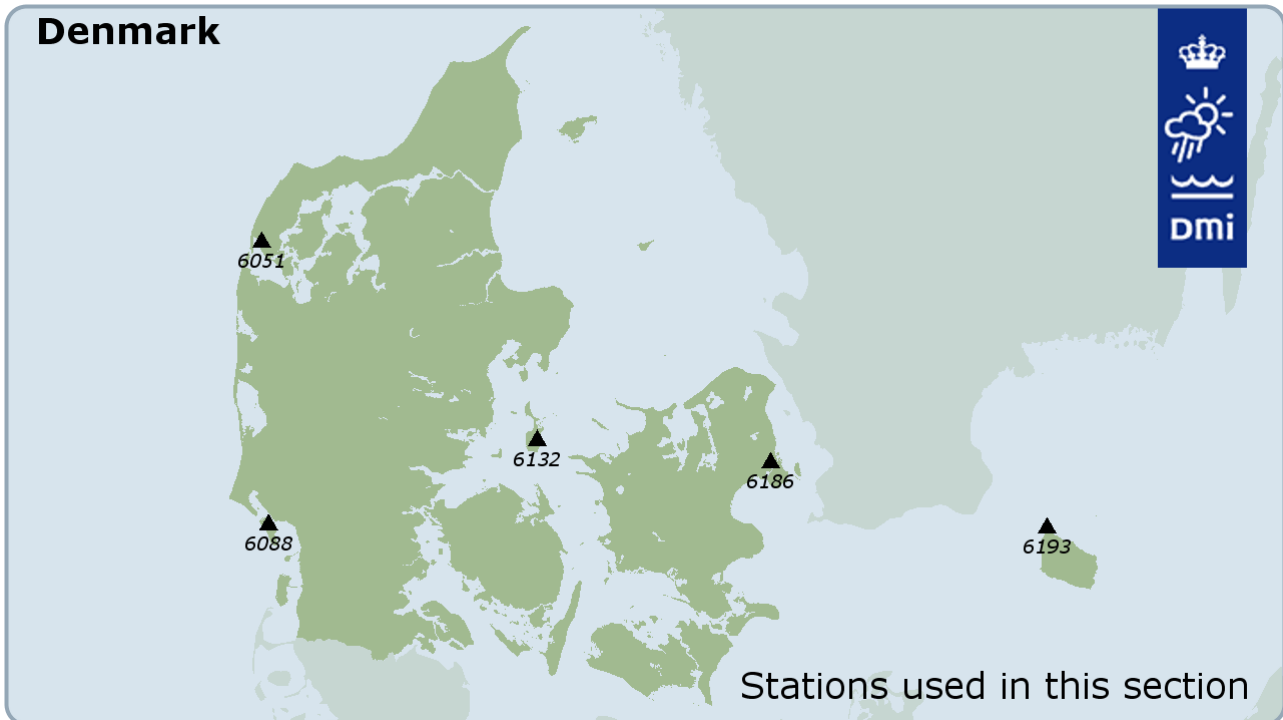 Denmark
DMi
6051
6132
6186
6088
6193
Stations used in this section